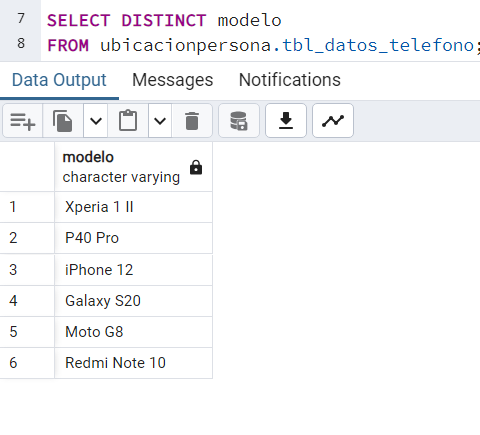 7 SELECT DISTINCT modelo
8 FROM ubicacionpersona.tbl_datos_telefono;
Data Output Messages Notifications
modelo
character varying
1 Xperia 1 II
2 P40 Pro
3 iPhone 12
4 Galaxy S20
5 Moto G8
6 Redmi Note 10